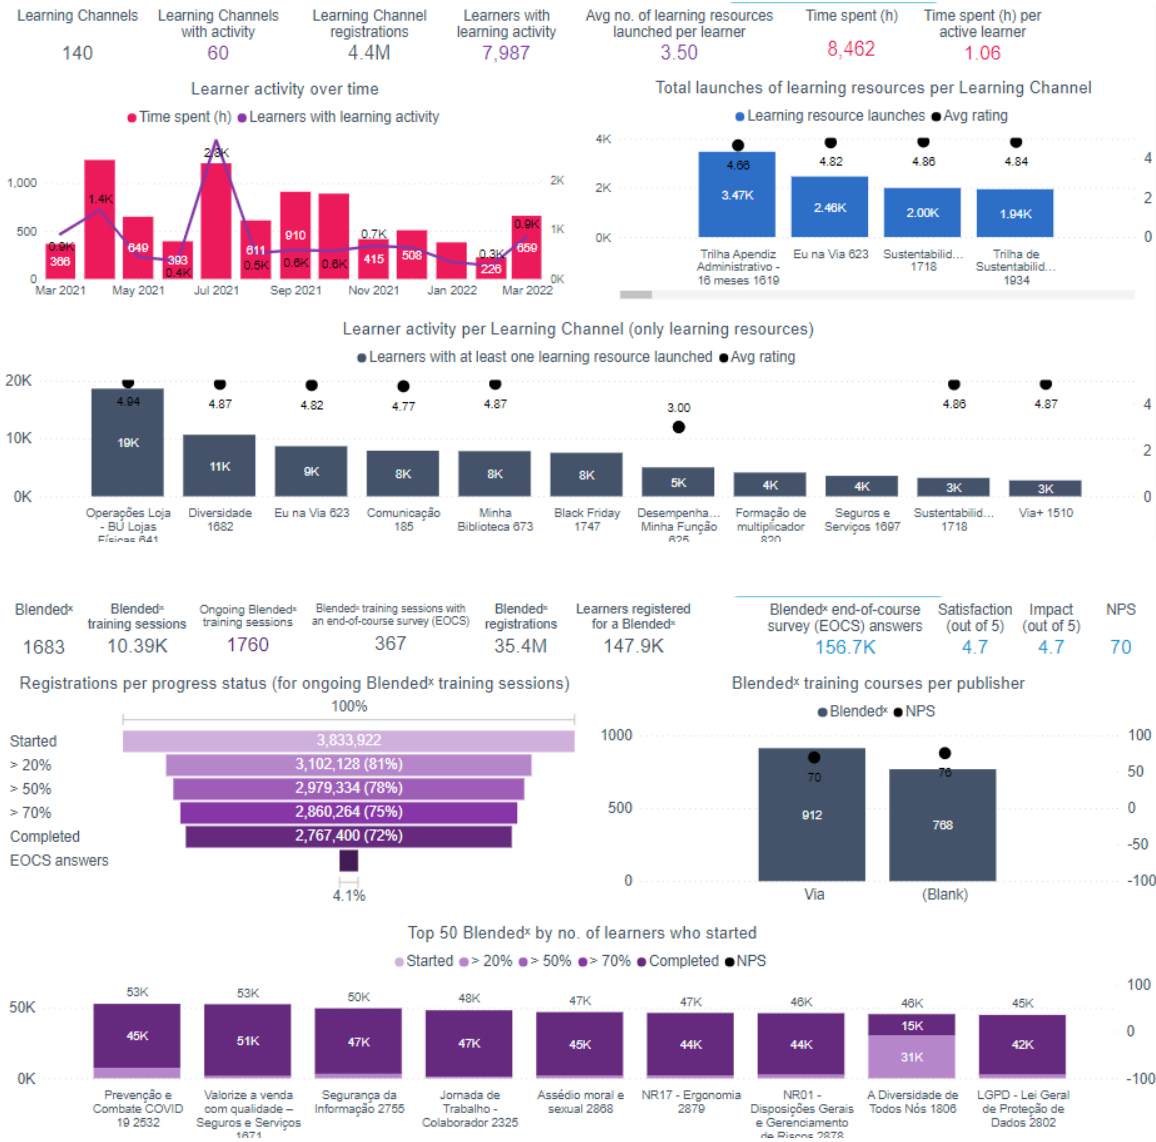 Learning Channels
140
Learning Channels
with activity
60
Learning Channel
registrations
4.4M
Learners with
learning activity
7,987
Avg no. of learning resources
launched per learner
3.50
Time spent (h)
8,462
Time spent (h) per
active learner
1.06
Learner activity over time
Time spent (h) Learners with learning activity
1,000
500
0
2K
1K
0K
366
649
393
611
910
415
508
226
659
0.9K
1.4K
0.4K
2.8K
0.5K
0.6K
0.6K
0.7K
0.3K
0.9K
Mar 2021 May 2021 Jul 2021 Sep 2021 Nov 2021 Jan 2022 Mar 2022
Total launches of learning resources per Learning Channel
Learning resource launches Avg rating
4K
2K
0K
4
2
0
4.66 4.82 4.86 4.84
3.47K 2.46K 2.00K 1.94K
Trilha Apendiz
Administrativo -
16 meses 1619
Eu na Via 623
Sustentabilid...
1718
Trilha de
Sustentabilid...
1934
Learner activity per Learning Channel (only learning resources)
Learners with at least one learning resource launched Avg rating
20K
10K
0K
4
2
0
4.94 4.87 4.82 4.77 4.87 3.00 4.86 4.87
19K 11K 9K 8K 8K 8K 5K 4K 4K 3K 3K
Operações Loja
- BU Lojas
Físicas 641
Diversidade
1682
Eu na Via 623
Comunicação
185
Minha
Biblioteca 673
Black Friday
1747
Desempenha...
Minha Função
625
Formação de
multiplicador
820
Seguros e
Serviços 1697
Sustentabilid...
1718
Via+ 1510
Blendedˣ
1683
Blendedˣ
training sessions
10.39K
Ongoing Blendedˣ
training sessions
1760
Blendedˣ training sessions with
an end-of-course survey (EOCS)
367
Blendedˣ
registrations
35.4M
Learners registered
for a Blendedˣ
147.9K
Blendedˣ end-of-course
survey (EOCS) answers
156.7K
Satisfaction
(out of 5)
4.7
Impact
(out of 5)
4.7
NPS
70
Registrations per progress status (for ongoing Blendedˣ training sessions)
100%
Started 3,833,922
> 20% 3,102,128 (81%)
> 50% 2,979,334 (78%)
> 70% 2,860,264 (75%)
Completed 2,767,400 (72%)
EOCS answers
4.1%
Blendedˣ training courses per publisher
Blendedˣ NPS
1000
500
0
100
50
0
-50
-100
70 76
912 768
Via (Blank)
Top 50 Blendedˣ by no. of learners who started
Started > 20% > 50% > 70% Completed NPS
50K
0K
100
0
-100
53K 53K 50K 48K 47K 47K 46K 46K 45K
45K 51K 47K 47K 45K 44K 44K 15K 42K
31K
Prevenção e
Combate COVID
19 2532
Valorize a venda
com qualidade –
Seguros e Serviços
1671
Segurança da
Informação 2755
Jornada de
Trabalho -
Colaborador 2325
Assédio moral e
sexual 2868
NR17 - Ergonomia
2879
NR01 -
Disposições Gerais
e Gerenciamento
de Riscos 2878
A Diversidade de
Todos Nós 1806
LGPD - Lei Geral
de Proteção de
Dados 2802